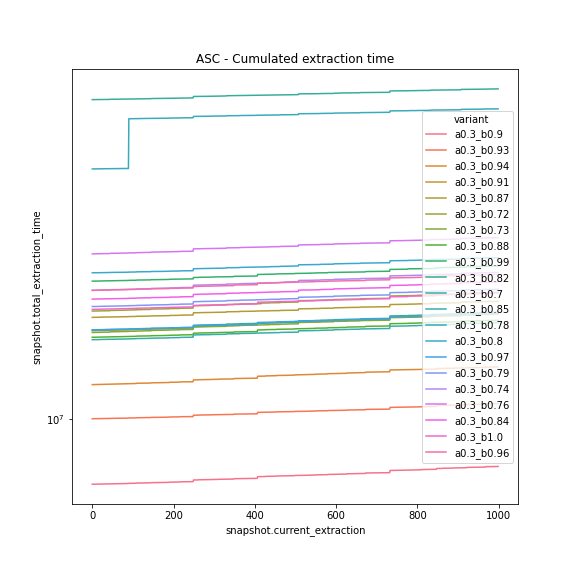 ASC - Cumulated extraction time
snapshot.total_extraction_time
10⁷
variant
a0.3_b0.9
a0.3_b0.93
a0.3_b0.94
a0.3_b0.91
a0.3_b0.87
a0.3_b0.72
a0.3_b0.73
a0.3_b0.88
a0.3_b0.99
a0.3_b0.82
a0.3_b0.7
a0.3_b0.85
a0.3_b0.78
a0.3_b0.8
a0.3_b0.97
a0.3_b0.79
a0.3_b0.74
a0.3_b0.76
a0.3_b0.84
a0.3_b1.0
a0.3_b0.96
0 200 400 600 800 1000
snapshot.current_extraction